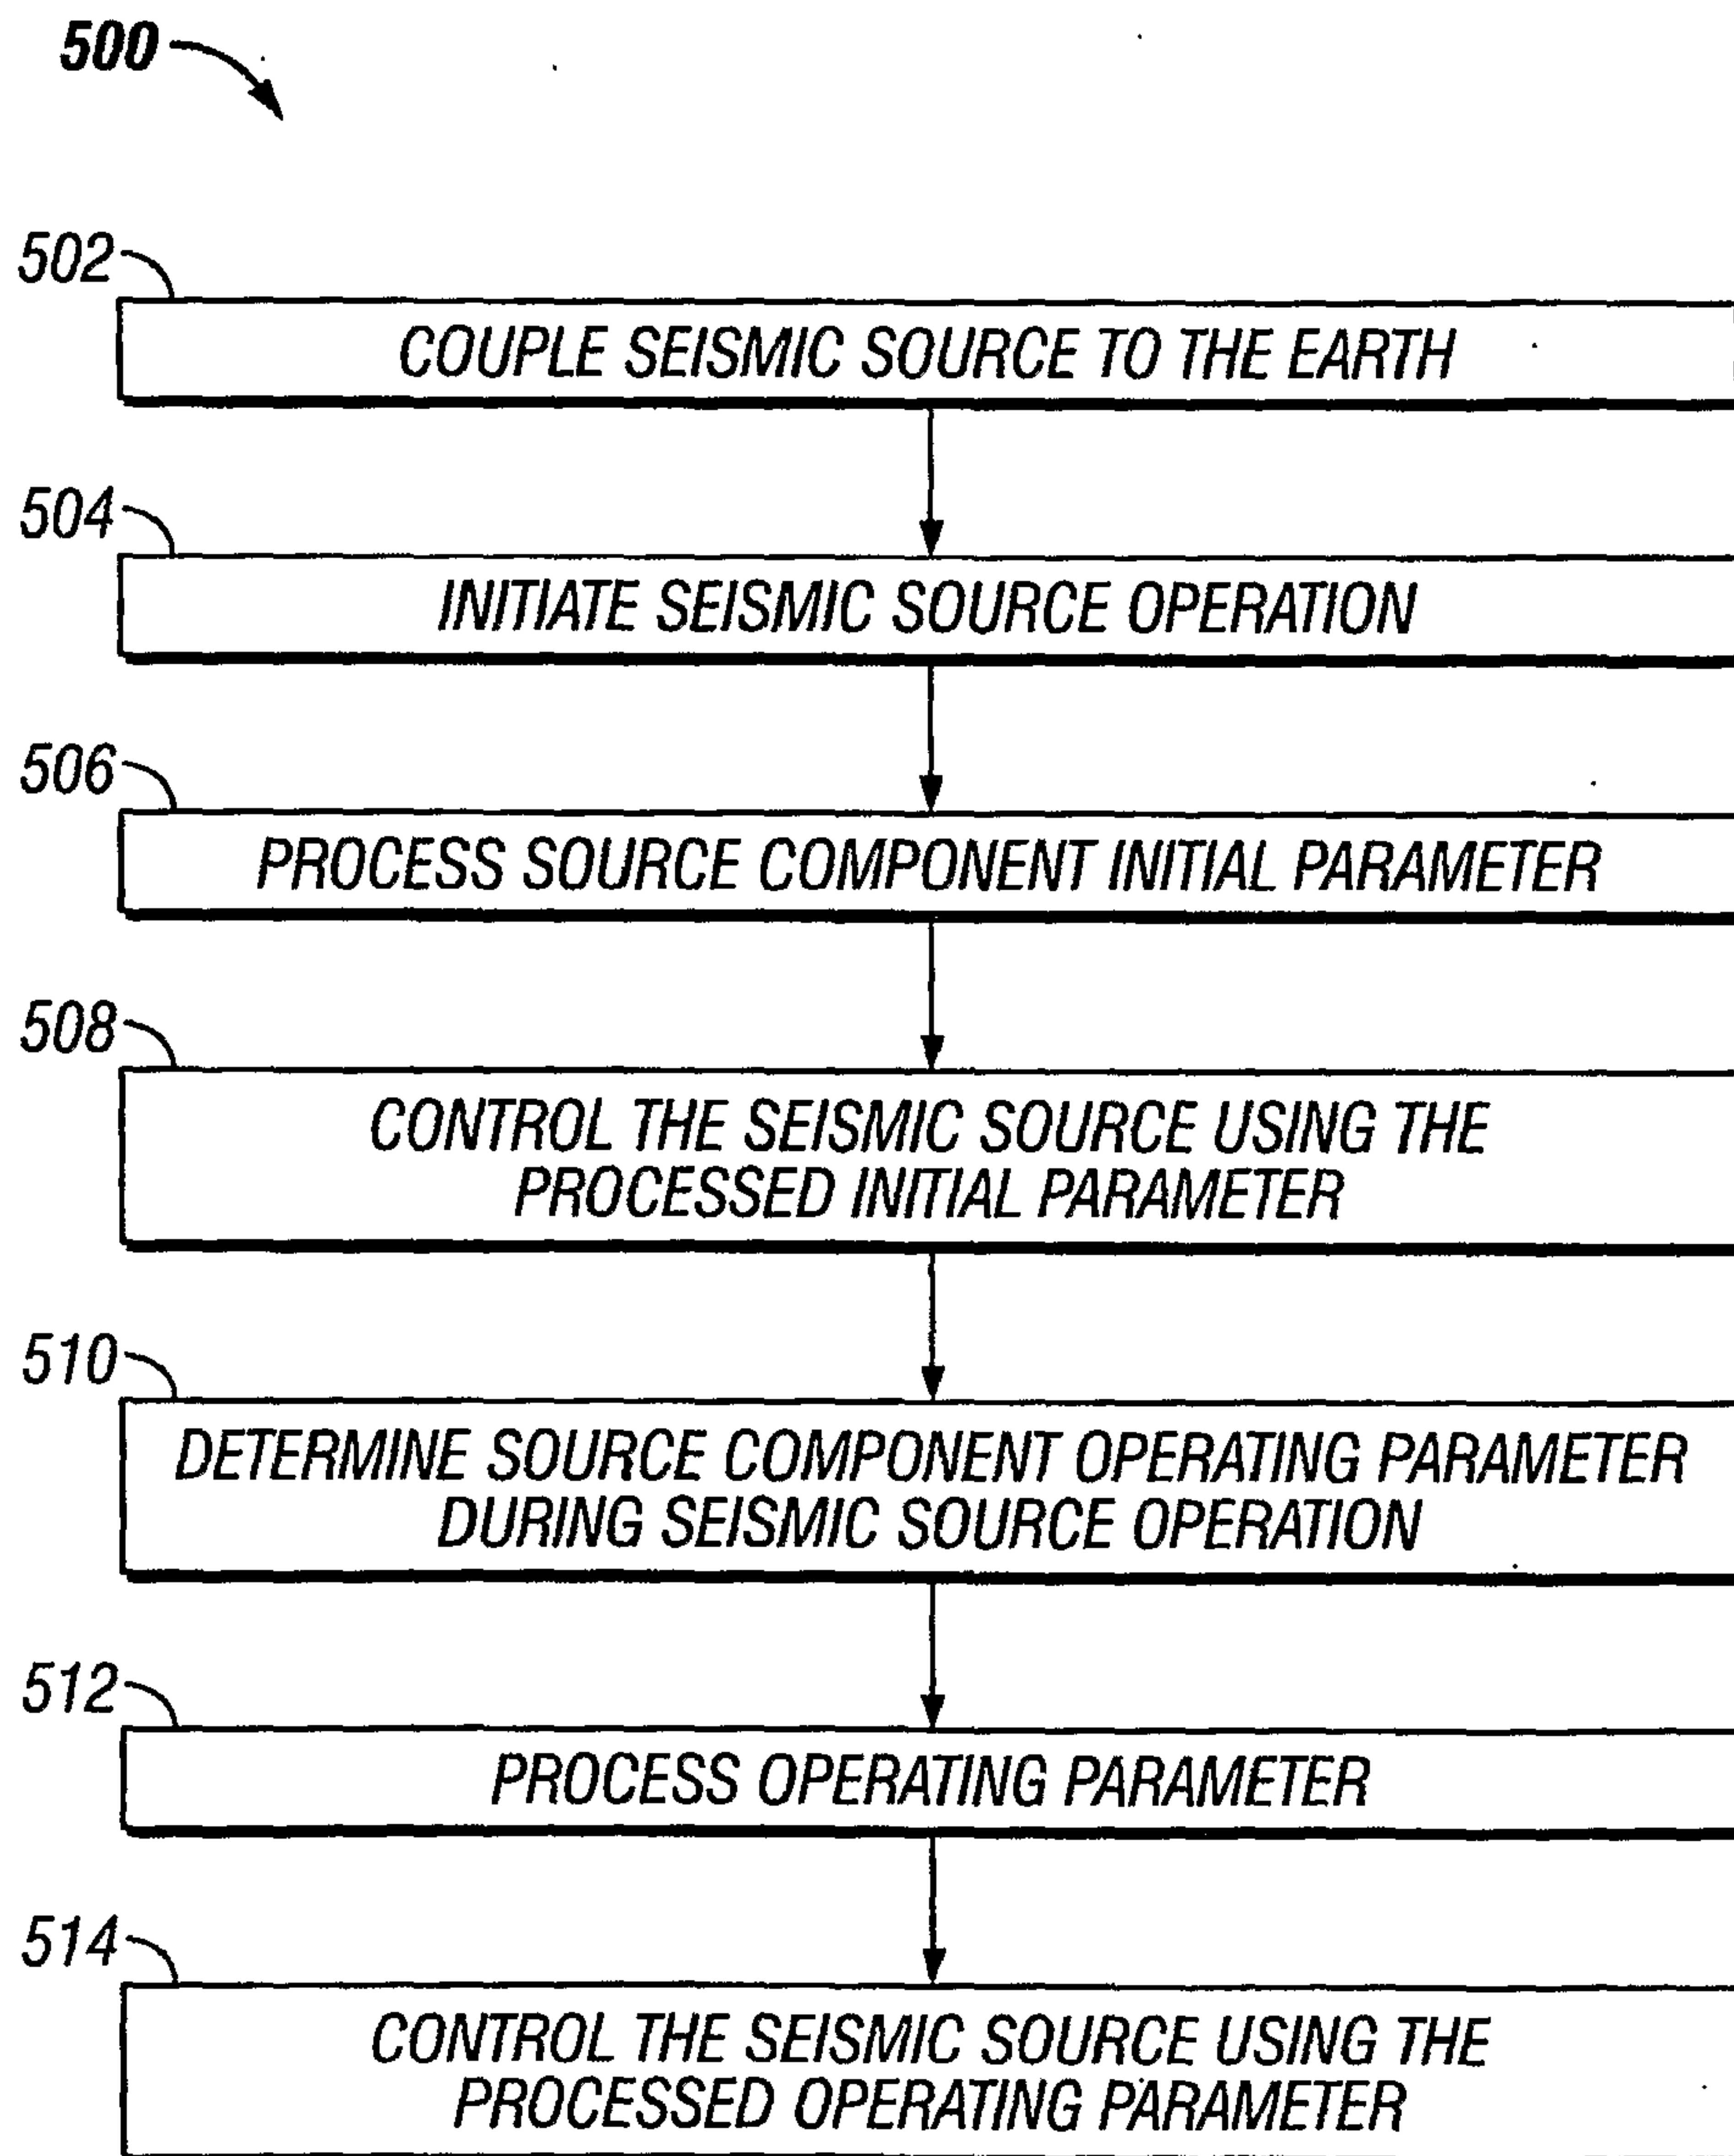 500
502
COUPLE SEISMIC SOURCE TO THE EARTH
504
INITIATE SEISMIC SOURCE OPERATION
506
PROCESS SOURCE COMPONENT INITIAL PARAMETER
508
CONTROL THE SEISMIC SOURCE USING THE
PROCESSED INITIAL PARAMETER
510
DETERMINE SOURCE COMPONENT OPERATING PARAMETER
DURING SEISMIC SOURCE OPERATION
512
PROCESS OPERATING PARAMETER
514
CONTROL THE SEISMIC SOURCE USING THE
PROCESSED OPERATING PARAMETER